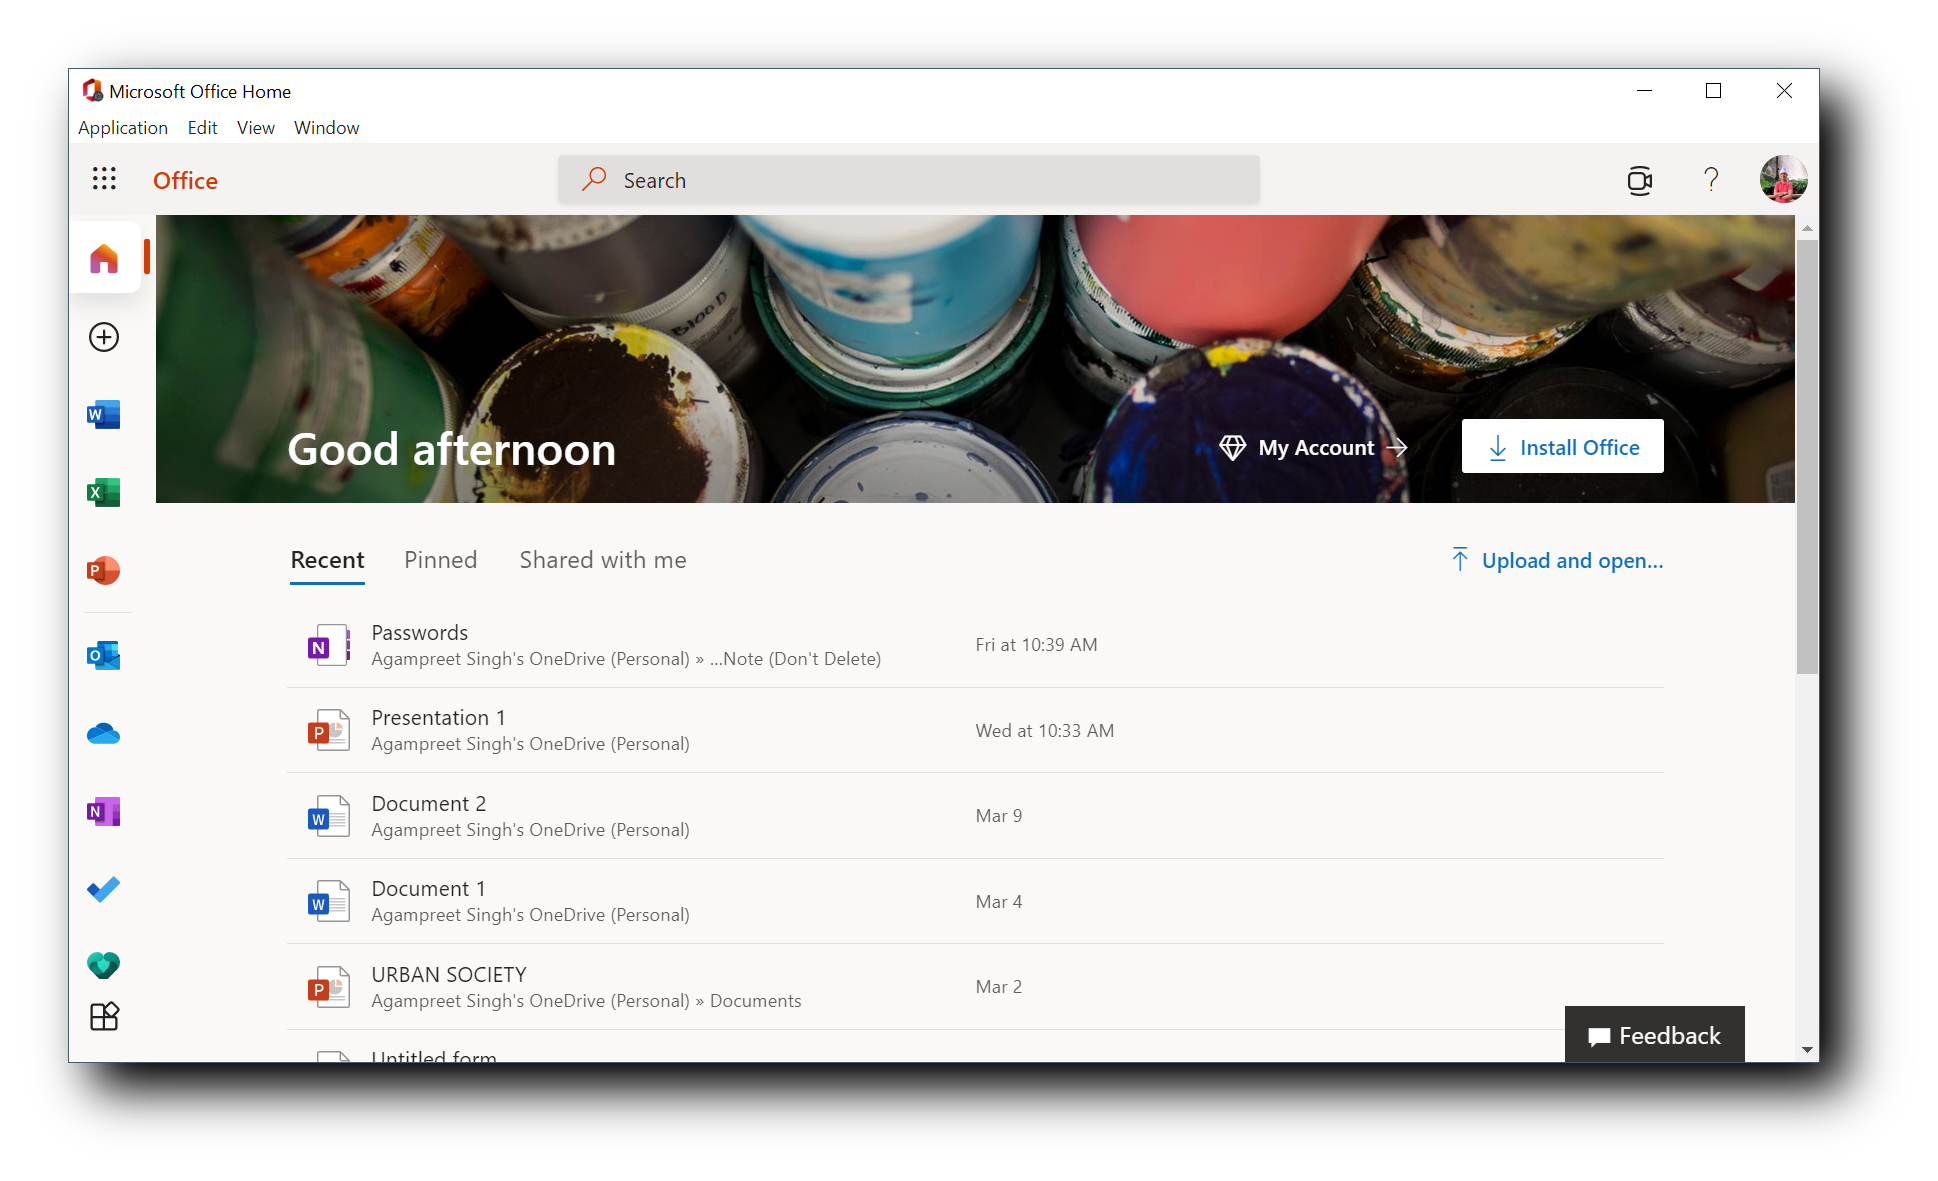 Microsoft Office Home
Application Edit View Window
Office
Search
?
Blood
Good afternoon
My Account
Install Office
Recent Pinned Shared with me
Upload and open...
Passwords
Agampreet Singh's OneDrive (Personal) » ...Note (Don't Delete)
Fri at 10:39 AM
Presentation 1
Agampreet Singh's OneDrive (Personal)
Wed at 10:33 AM
Document 2
Agampreet Singh's OneDrive (Personal)
Mar 9
Document 1
Agampreet Singh's OneDrive (Personal)
Mar 4
URBAN SOCIETY
Agampreet Singh's OneDrive (Personal) » Documents
Mar 2
Untitled form
Feedback